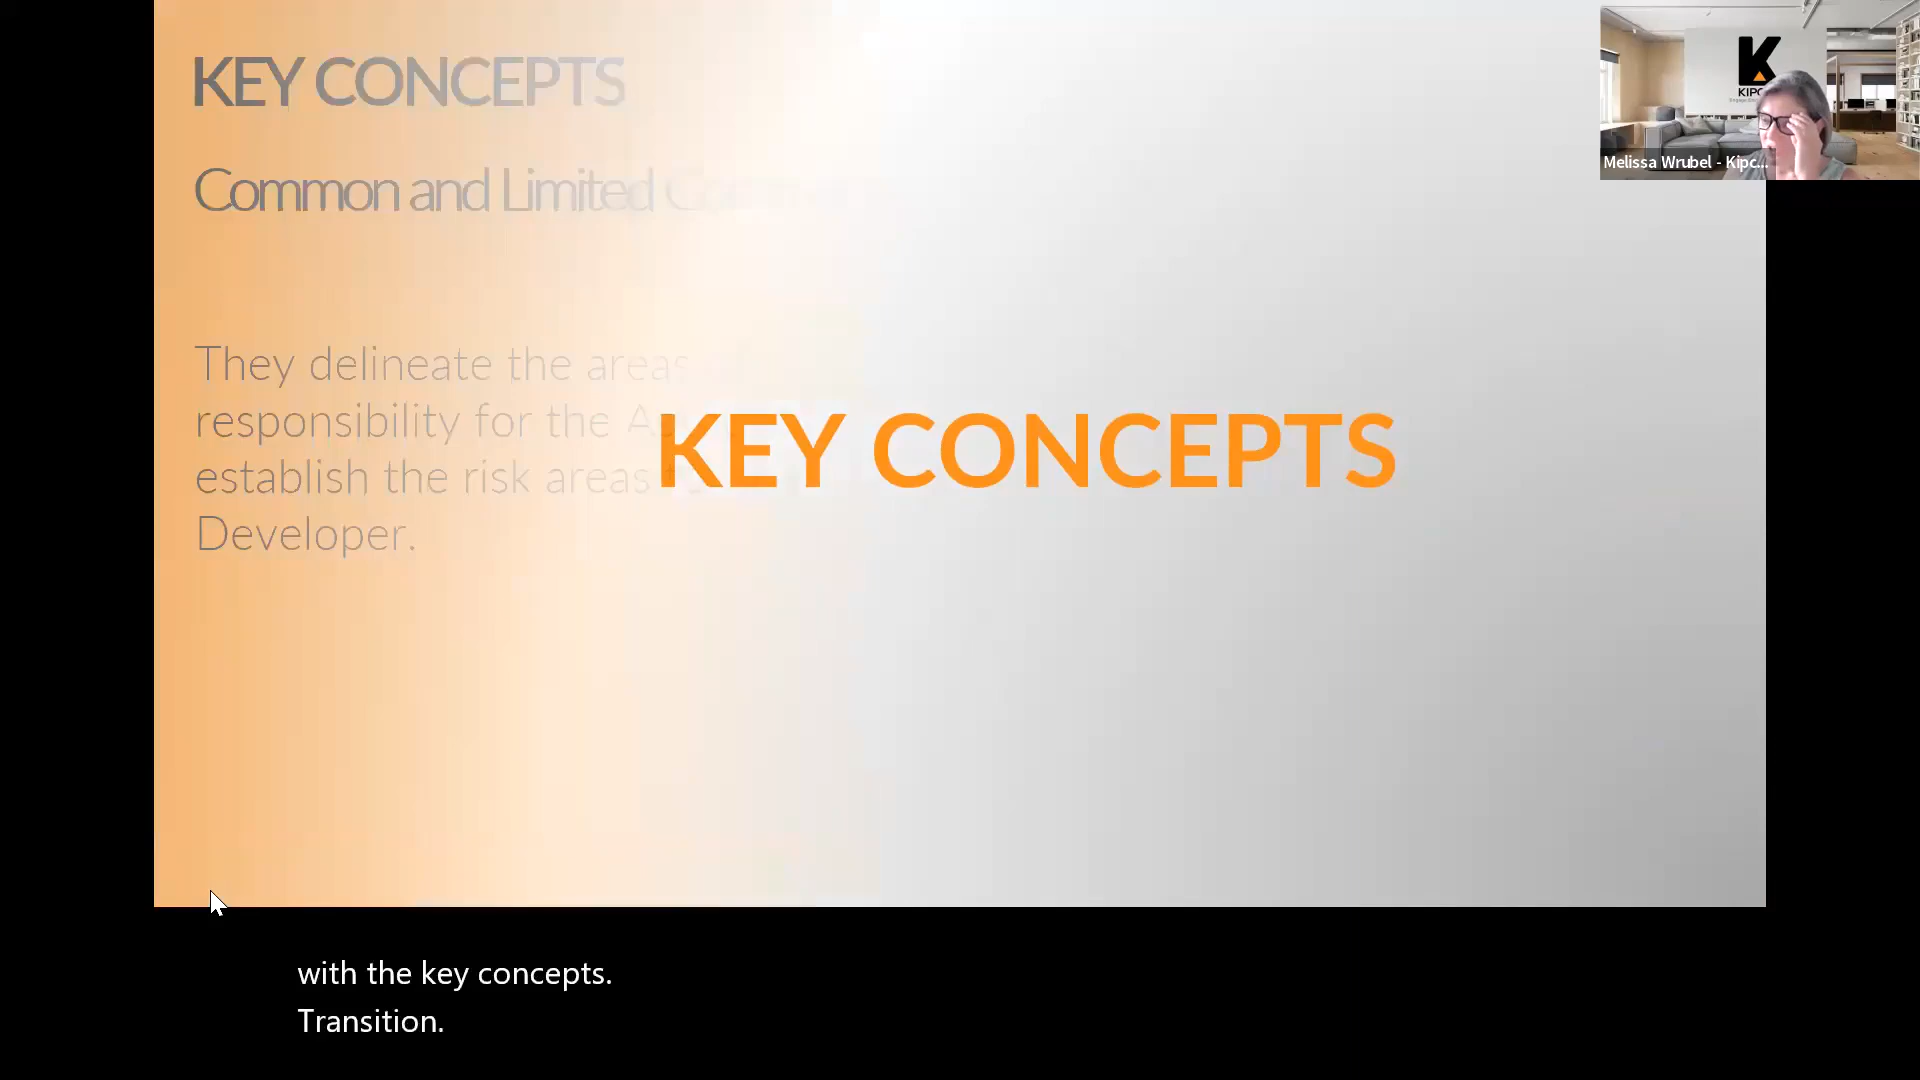 KEY CONCEPTS
Common and Limited
They delineate the areas
responsibility for the
establish the risk areas
Developer.
KEY CONCEPTS
K
Melissa Wrubel - Kipc...
with the key concepts.
Transition.